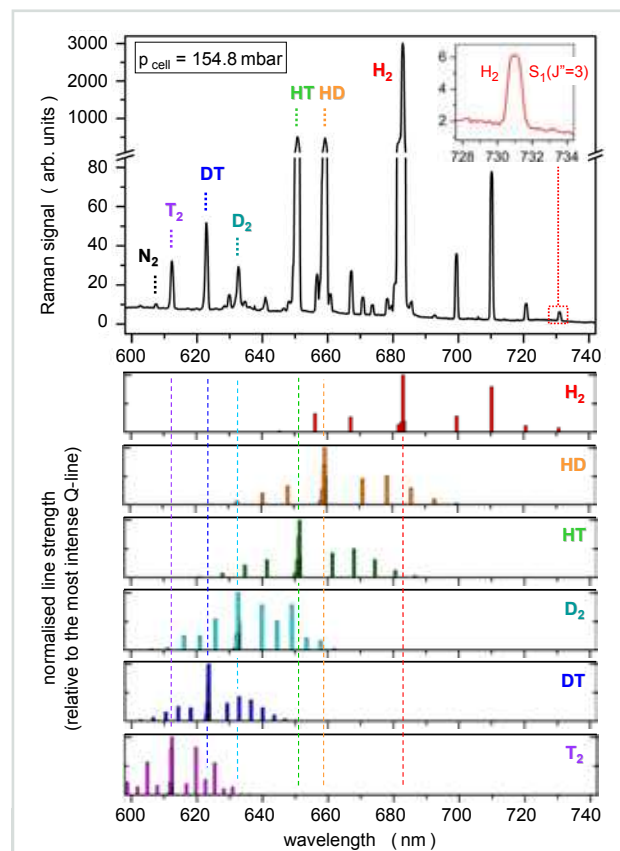 p cell = 154.8 mbar
Raman signal ( arb. units )
3000
2000
1000
80
60
40
20
0
N2
T2
DT
D2
HT
HD
H2
H2 S1(J"=3)
6
4
2
728 730 732 734
600 620 640 660 680 700 720 740
normalised line strength
(relative to the most intense Q-line)
H2
HD
HT
D2
DT
T2
600 620 640 660 680 700 720 740
wavelength ( nm )